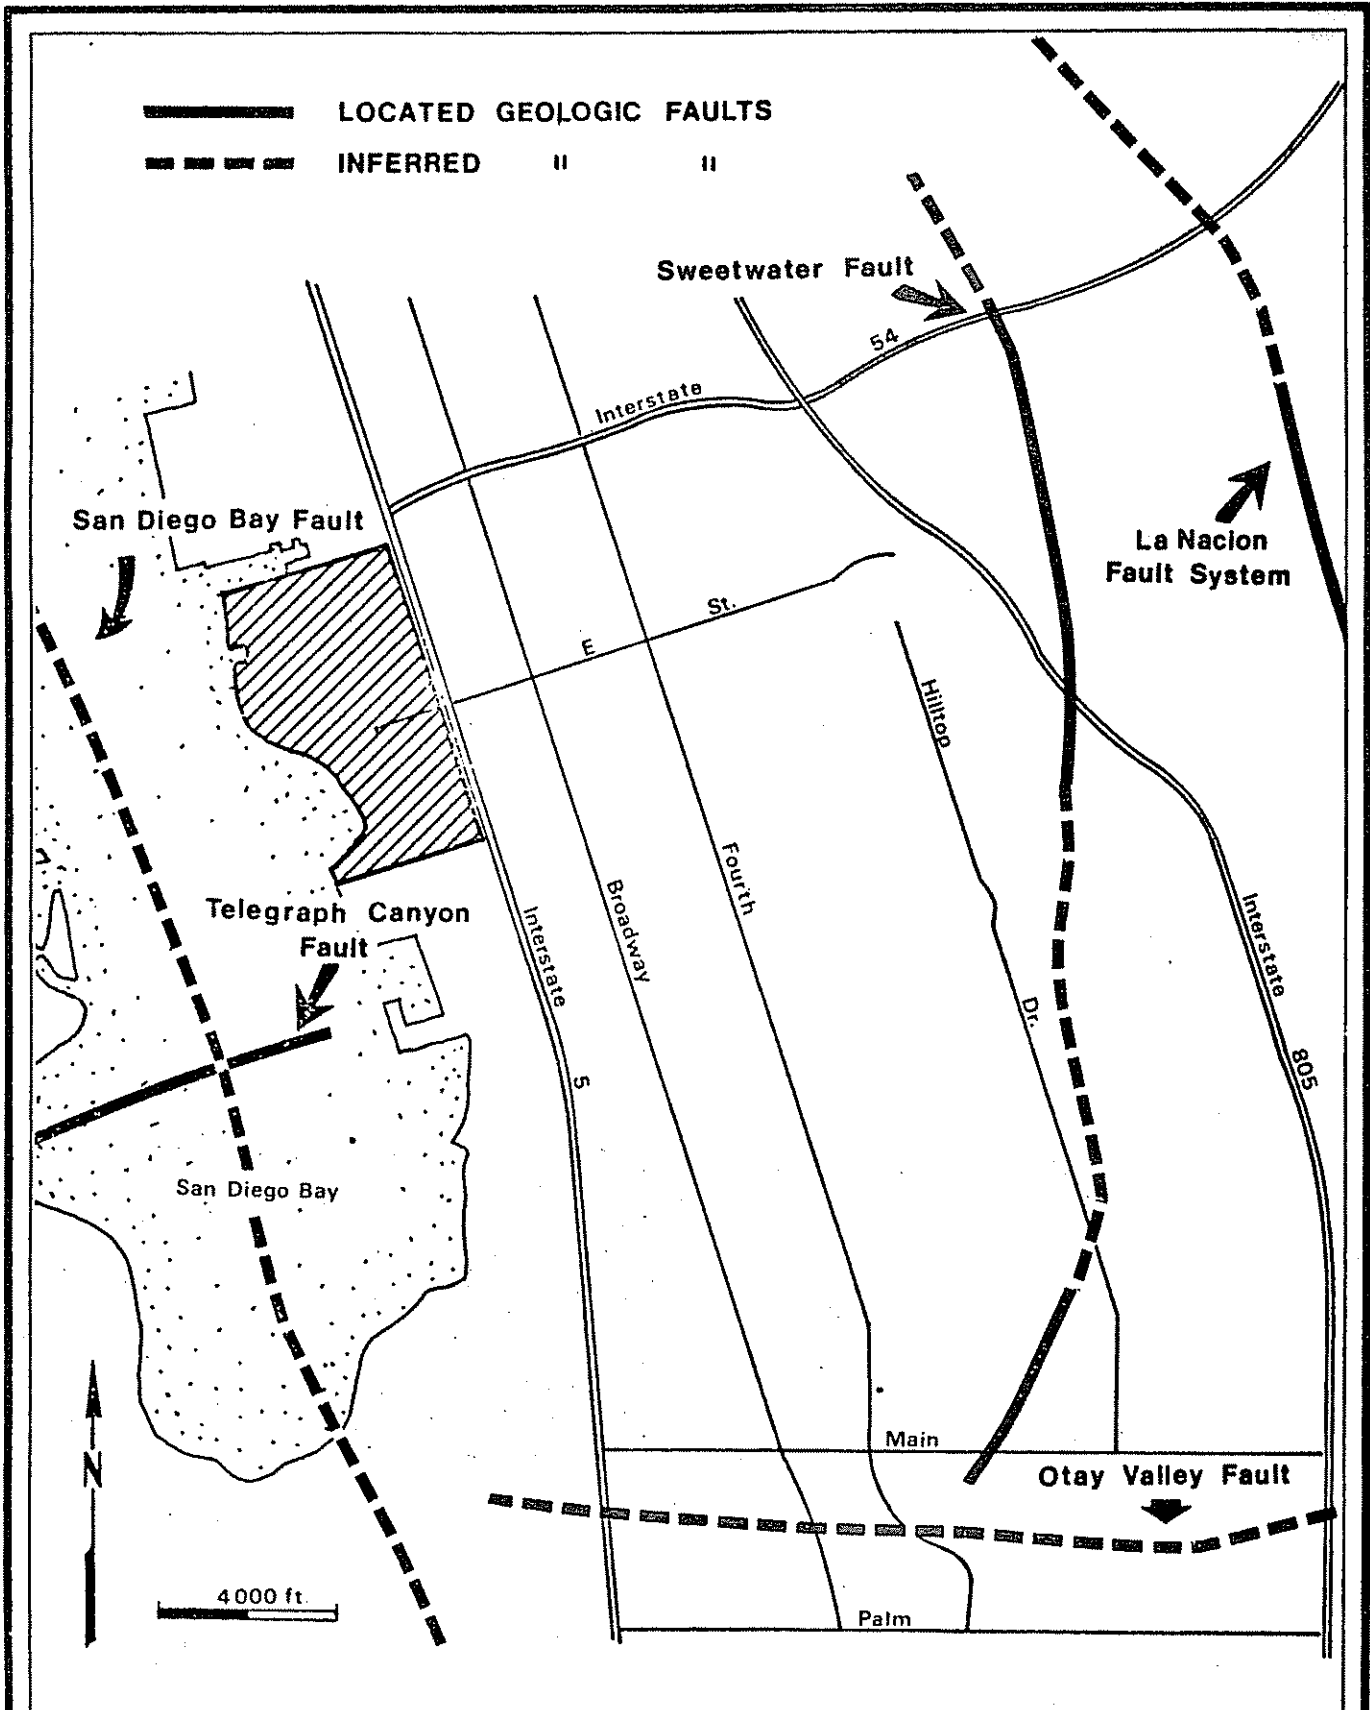 LOCATED GEOLOGIC FAULTS
INFERRED " "
Sweetwater Fault
54
Interstate
San Diego Bay Fault
La Nacion
Fault System
E St.
Hilltop Dr.
Fourth
Broadway
Interstate 5
Interstate 805
Telegraph Canyon
Fault
San Diego Bay
N
Main
Otay Valley Fault
4000 ft.
Palm